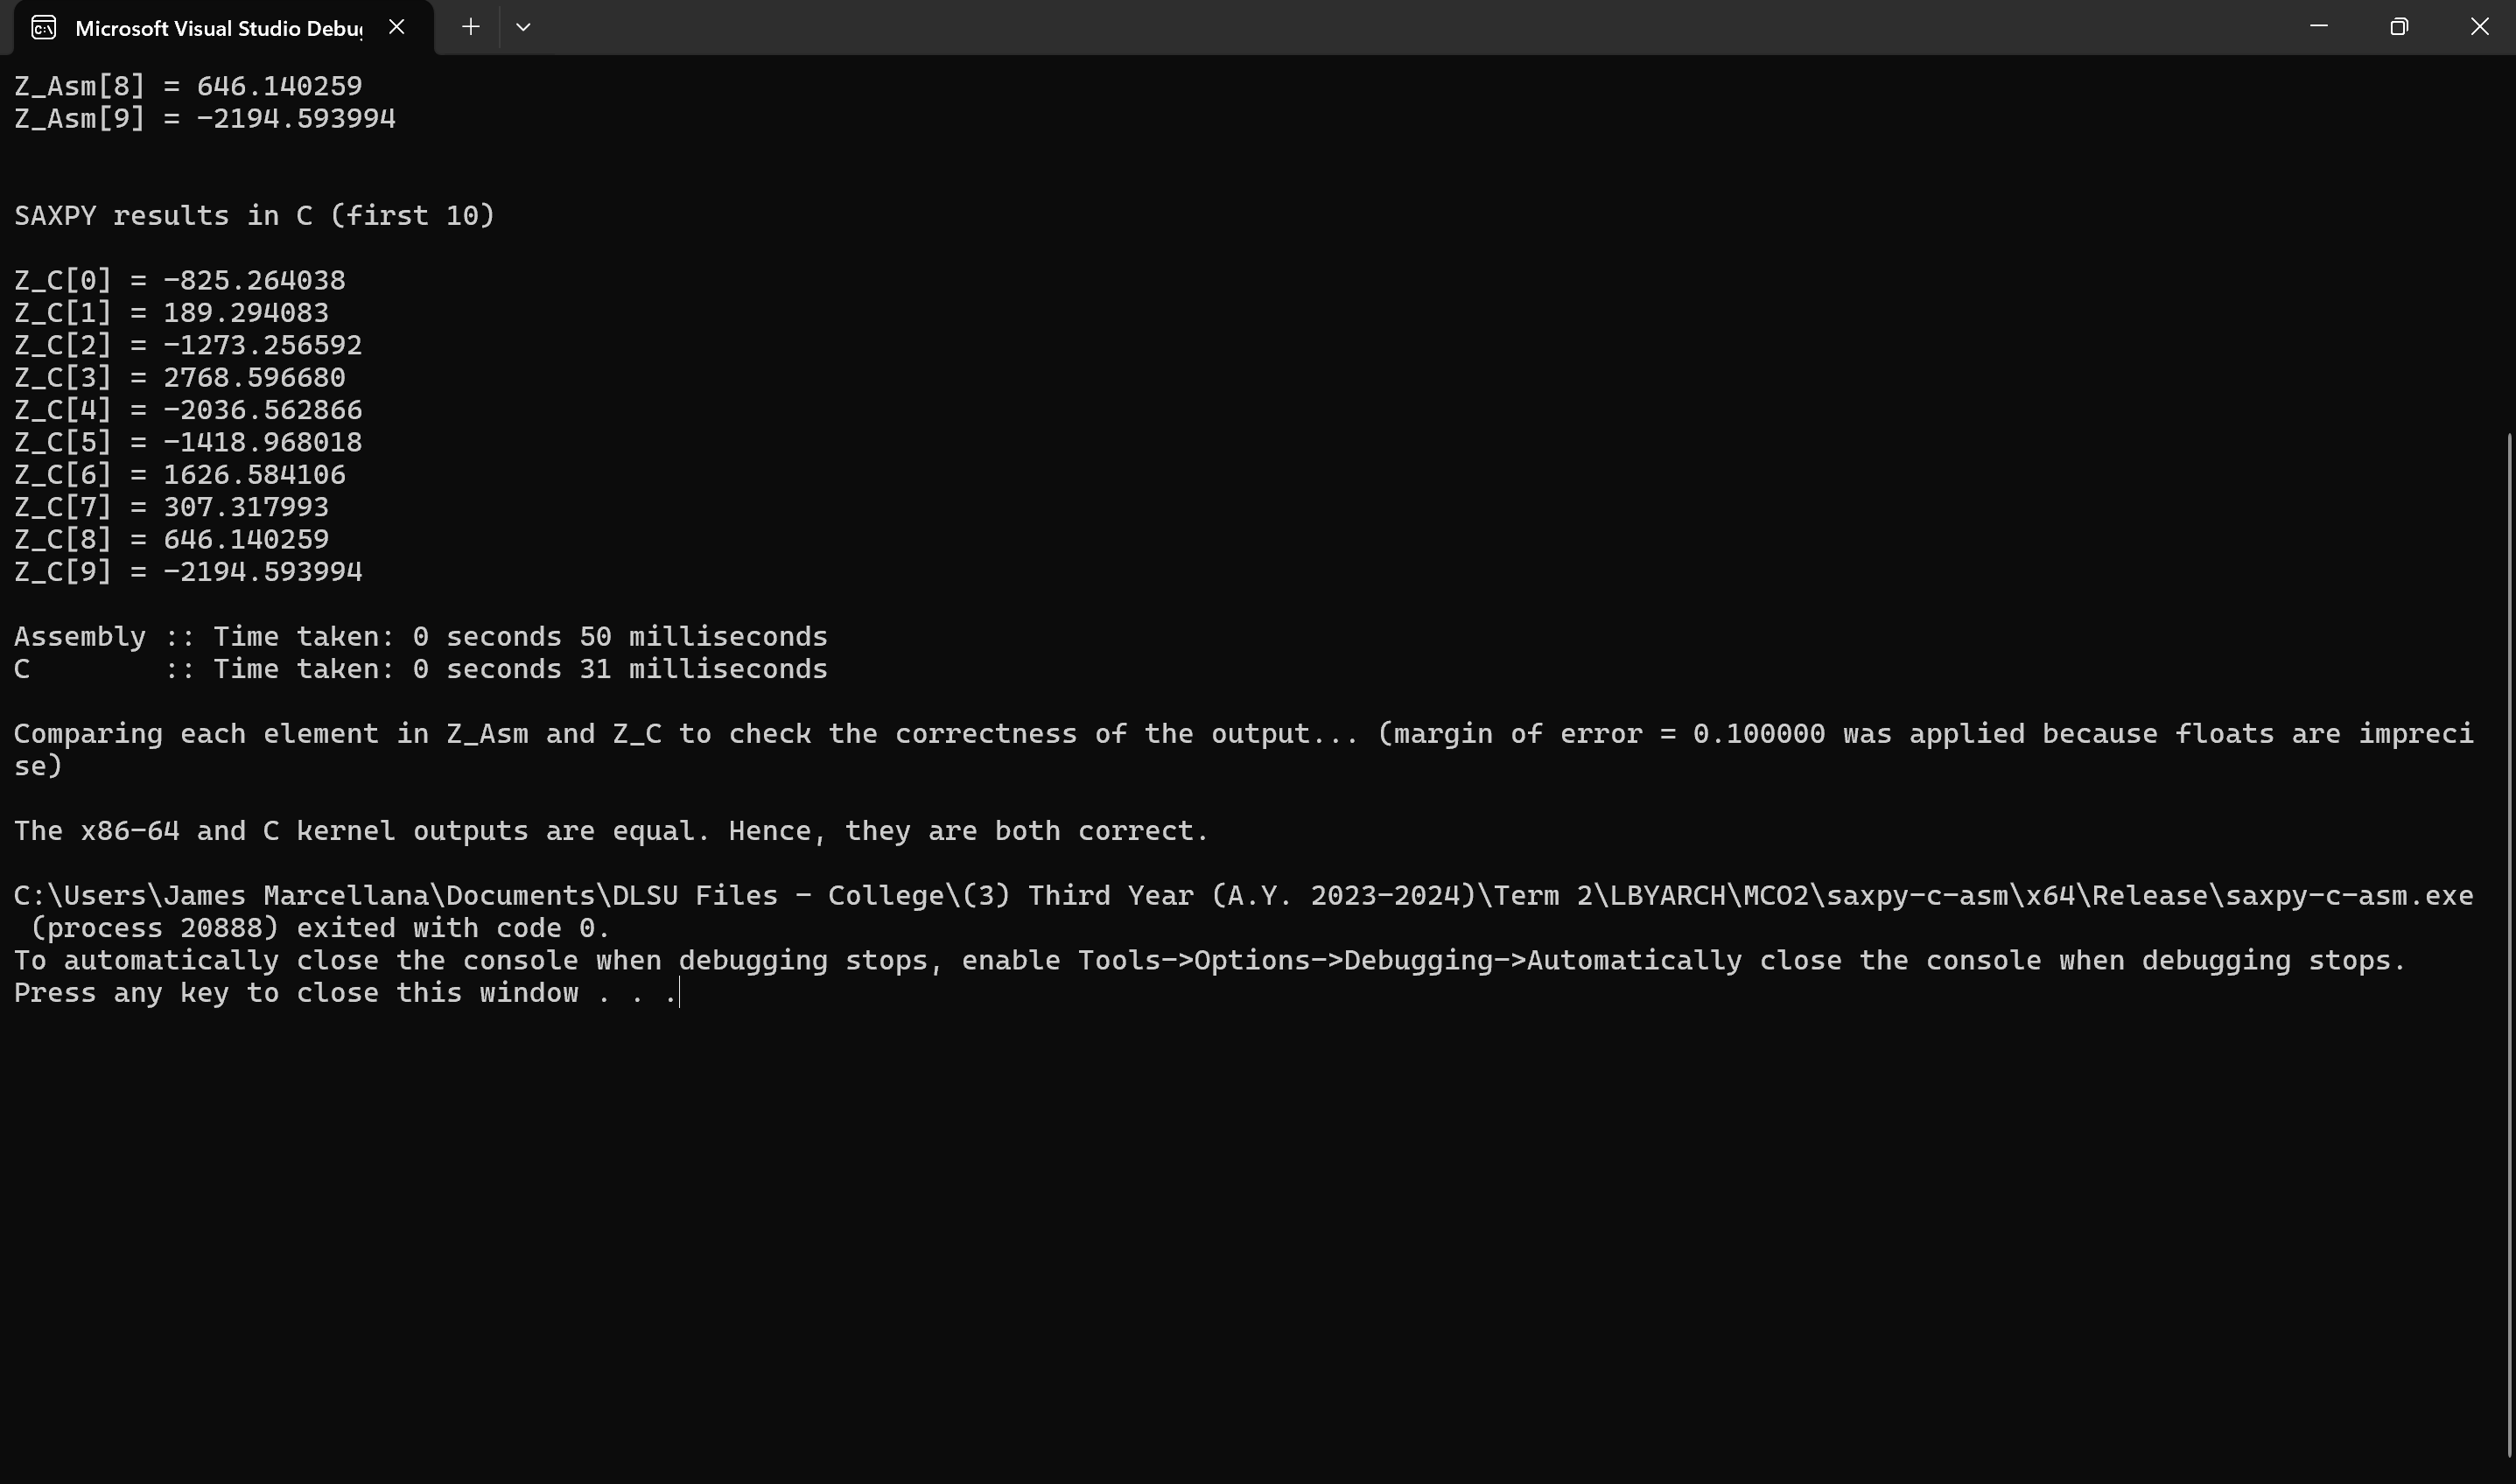 Microsoft Visual Studio Debu
Z_Asm[8] = 646.140259
Z_Asm[9] = -2194.593994
SAXPY results in C (first 10)
Z_C[0] = -825.264038
Z_C[1] = 189.294083
Z_C[2] = -1273.256592
Z_C[3] = 2768.596680
Z_C[4] = -2036.562866
Z_C[5] = -1418.968018
Z_C[6] = 1626.584106
Z_C[7] = 307.317993
Z_C[8] = 646.140259
Z_C[9] = -2194.593994
Assembly :: Time taken: 0 seconds 50 milliseconds
C        :: Time taken: 0 seconds 31 milliseconds
Comparing each element in Z_Asm and Z_C to check the correctness of the output... (margin of error = 0.100000 was applied because floats are impreci
se)
The x86-64 and C kernel outputs are equal. Hence, they are both correct.
C:\Users\James Marcellana\Documents\DLSU Files - College\(3) Third Year (A.Y. 2023-2024)\Term 2\LBYARCH\MCO2\saxpy-c-asm\x64\Release\saxpy-c-asm.exe
(process 20888) exited with code 0.
To automatically close the console when debugging stops, enable Tools->Options->Debugging->Automatically close the console when debugging stops.
Press any key to close this window . . .